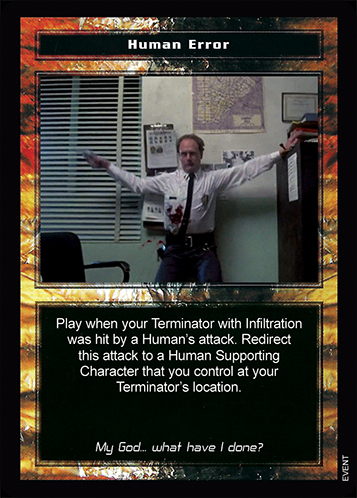 Human Error
Play when your Terminator with Infiltration
was hit by a Human's attack. Redirect
this attack to a Human Supporting
Character that you control at your
Terminator's location.
My God... what have I done?
EVENT